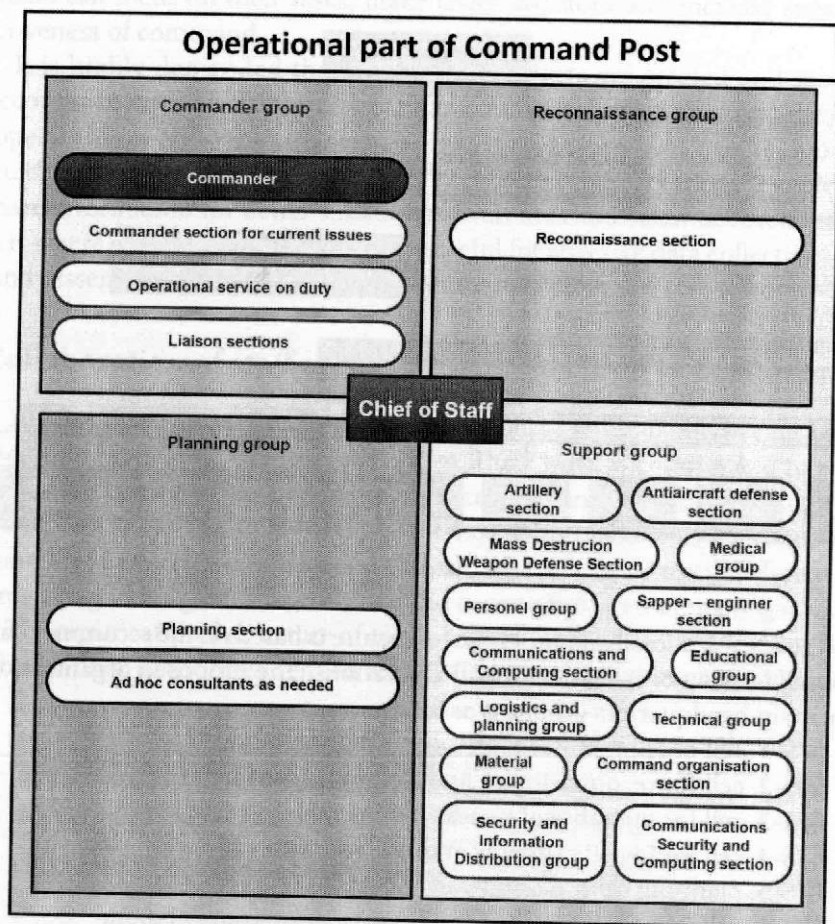 Operational part of Command Post
Commander group
Commander
Commander section for current issues
Operational service on duty
Liaison sections
Reconnaissance group
Reconnaissance section
Chief of Staff
Planning group
Planning section
Ad hoc consultants as needed
Support group
Artillery
section
Antiaircraft defense
section
Mass Destrucion
Weapon Defense Section
Medical
group
Personel group
Sapper – enginner
section
Communications and
Computing section
Educational
group
Logistics and
planning group
Technical group
Material
group
Command organisation
section
Security and
Information
Distribution group
Communications
Security and
Computing section